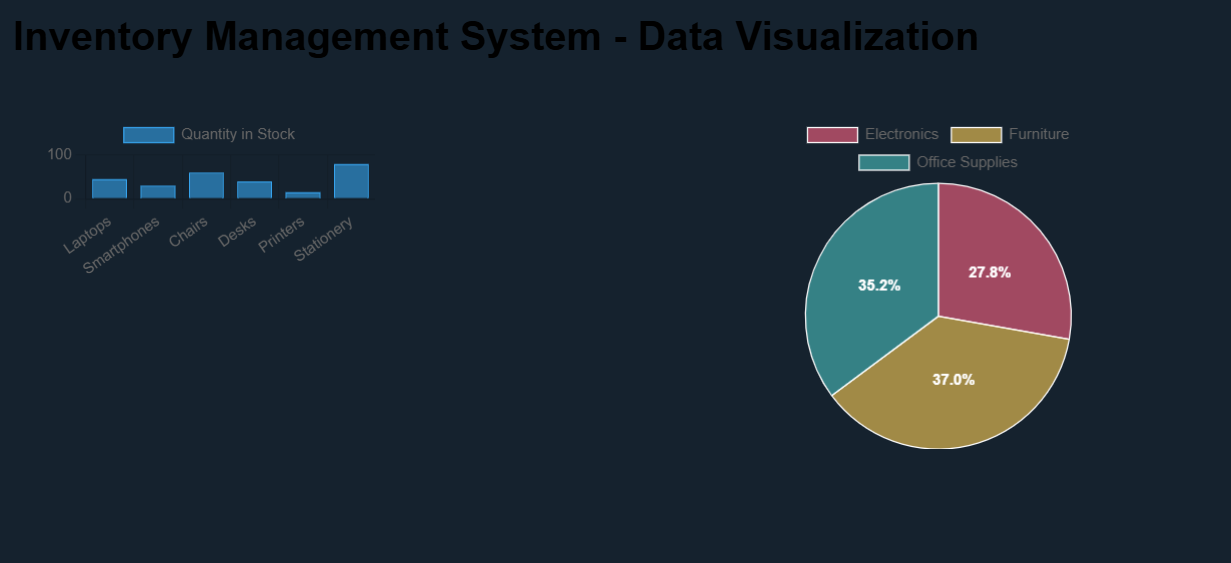 Inventory Management System - Data Visualization
Quantity in Stock
100
0
Laptops
Smartphones
Chairs
Desks
Printers
Stationery
Electronics
Furniture
Office Supplies
27.8%
35.2%
37.0%